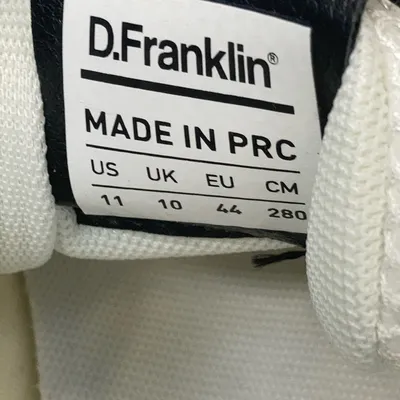 D.Franklin®
MADE IN PRC
US UK EU CM
11 10 44 280